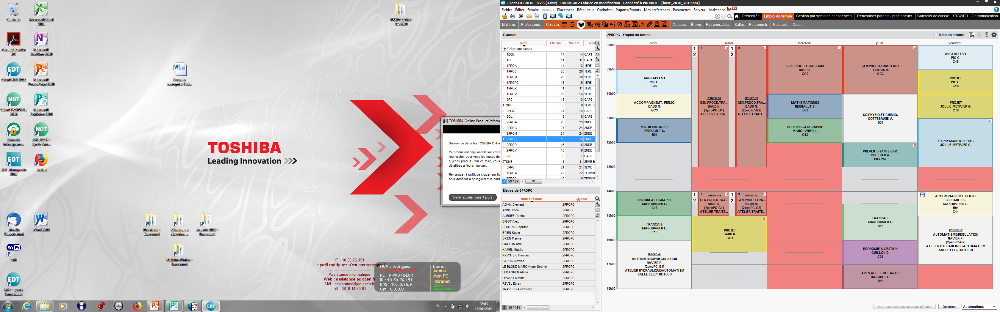 Corbeille
Microsoft Excel 2010
PREPA CAMP TA 2019
Acrobat Reader DC
Microsoft OneNote 2010
Client EDT 2018
Microsoft PowerPoint 2010
Courrier entreprise Col...
Client PRONOTE 2018
Microsoft Publisher 2010
Console hébergeme...
PRONOTE - Lycée Sau...
EDT Monoposte 2018
Firefox
TOSHIBA
Leading Innovation
TOSHIBA Online Product Inform
Bienvenue dans les TOSHIBA Online
Ce produit est déjà installé sur votre
rechercher pour vous les toutes de
sujet du produit. Pour ce faire, vous
détaillées à l'écran suivant.
Remarque : il suffit de cliquer sur l'ic
pour accéder à ce logiciel et le conf
Me le rappeler dans 4 jours
Mozilla Thunderbird
Word 2010
Proviseur - Raccourci
Réunion de direction ...
Rentrée 2018 - Raccourci
WiFi
wifi
Bulletin d'infos - Raccourci
EDT - Lycée Sauxmarais
IP : 10.50.76.151
Le profil rodriguez n'est pas sauvegardé
Assistance Informatique
Web : assistance.ac-caen.fr
Mél : assistance@ac-caen.fr
Tél : 0810.14.50.61
NOM : rodriguez
PC : P-PROVISEUR
IP : 10.50.76.151
DNS : 10.50.76.9
GW : 0.0.0.0
Liens :
Amigo
Mon PC
Intranet
Guide
Informatique
FR
08:03
16/01/2019
Client EDT 2018 - 0.2.5 (32bit) - RODRIGUEZ Fabrice en modification - Connecté à PRONOTE - [base_2018_2019.not]
Fichier Éditer Extraire Verrous Placement Résoluteur Optimiser Imports/Exports Mes préférences Paramètres Serveur Assistance 13
Prérentrée Emploi du temps Gestion par semaine et absences Rencontres parents / professeurs Conseils de classe STSWEB Communication
Matières Professeurs Classes Groupes Élèves Responsables Salles Personnels Matériels Cours
Classes
Nom Eff. sai. Nb. élè Niv
Créer une classe
1ECM 14 14 CAP1
1OL 11 11 CAP1
1PROA 14 13 1ERE
1PROC 20 20 1ERE
1PROM 20 20 1ERE
1PROPC 15 15 1ERE
1PROR 11 11 1ERE
1PROV 16 16 1ERE
1RC 13 13 CAP2
1TSME 8 8 1ERE B
2ECM 14 14 CAP2
2OL 8 8 CAP2
2PROA 23 23 2NDE
2PROC 24 24 2NDE
2PROM 24 24 2NDE
2PROPC 16 16 2NDE
2PROR 16 16 2NDE
2PROV 18 18 2NDE
2RC 8 7 CAP2
2TSME 11 11 2EME B
3PRO 21 21 3EME
TPROA 22 22 TERMIN
TPROC 19 19 TERMIN
1 29 / 29
Élèves de 2PROPC
Nom Prénom Classe
ADAM Clément 2PROPC
ANNE Théo 2PROPC
AUBREE Rachel 2PROPC
BIGOT Alex 2PROPC
BOUTRIN Baptiste 2PROPC
BRIEN Kévin 2PROPC
BRIEN Marine 2PROPC
GALLON Axel 2PROPC
HAMEL Mattéo 2PROPC
KRYSTEK Thomas 2PROPC
LARDIN Mattias 2PROPC
LE BLOND MARO Anne-Sophie 2PROPC
LEMAGNEN Alann 2PROPC
LEVAST Mathis 2PROPC
REVEL Ethan 2PROPC
TRAVERS Alexandre 2PROPC
0 16 / 454
2PROPC - Emploi du temps
Mise en attente
lundi mardi mercredi jeudi vendredi
08h00
09h00
10h00
11h00
12h00
13h00
14h00
15h00
16h00
17h00
18h00
ANGLAIS LV1
PIC C.
C02
ACCOMPAGNEMT. PERSO.
BAUD N.
GC3
MATHEMATIQUES
BERHAULT S.
B01
HISTOIRE-GEOGRAPHIE
MANOUVRIER L.
C13
FRANCAIS
MANOUVRIER L.
C13
2PROPC-G1
AUTOMATISME/REGULATION
NAVIER P.
[2proPC-G1]
ATELIER HYDRAULIQUE/AUTOMATISM
SALLE ELECTROTECH
1
2
2PROPC-G1
GEN.PROCD.TRA...
BAUD N.
[2proPC-G1]
ATELIER HYDRA...
1
2
2PROPC-G2
GEN.PROCD.TRA...
BAUD N.
[2proPC-G2]
ATELIER TRAITE...
1
2
2PROPC-G1
GEN.PROCD.TRA...
BAUD N.
[2proPC-G1]
ATELIER TRAITE...
1
2
2PROPC-G2
GEN.PROCD.TRA...
BAUD N.
[2proPC-G2]
ATELIER TRAITE...
PROJET
BAUD N.
GC3
GEN.PROCD.TRAIT.EAUX
BAUD N.
GC2
MATHEMATIQUES
BERHAULT S.
B01
HISTOIRE-GEOGRAPHIE
MANOUVRIER L.
C13
GEN.PROCD.TRAIT.EAUX
TARJUS H.
GC3
SC.PHYSIQ.ET CHIMIQ.
COTTEBRUNE V.
B04
PREVENT.-SANTE-ENV.
QUETTIER A.
B03 PSE
FRANCAIS
MANOUVRIER L.
B16
ECONOMIE & GESTION
GUILLON D.
C02
ARTS APPL.CULT.ARTIS
DAVODET C.
B16
ANGLAIS LV1
PIC C.
C18
PROJET
PIC C.
C18
PROJET
JOULIE-METIVIER G.
C18
ED.PHYSIQUE & SPORT.
JOULIE-METIVIER G.
ACCOMPAGNEMT. PERSO.
BERHAULT S.
MANOUVRIER L.
B01
C14
2PROPC-G2
AUTOMATISME/REGULATION
NAVIER P.
[2proPC-G2]
ATELIER HYDRAULIQUE/AUTOMATISM
SALLE ELECTROTECH
Mettre en évidence les cours gênants
Optimiser
Automatique